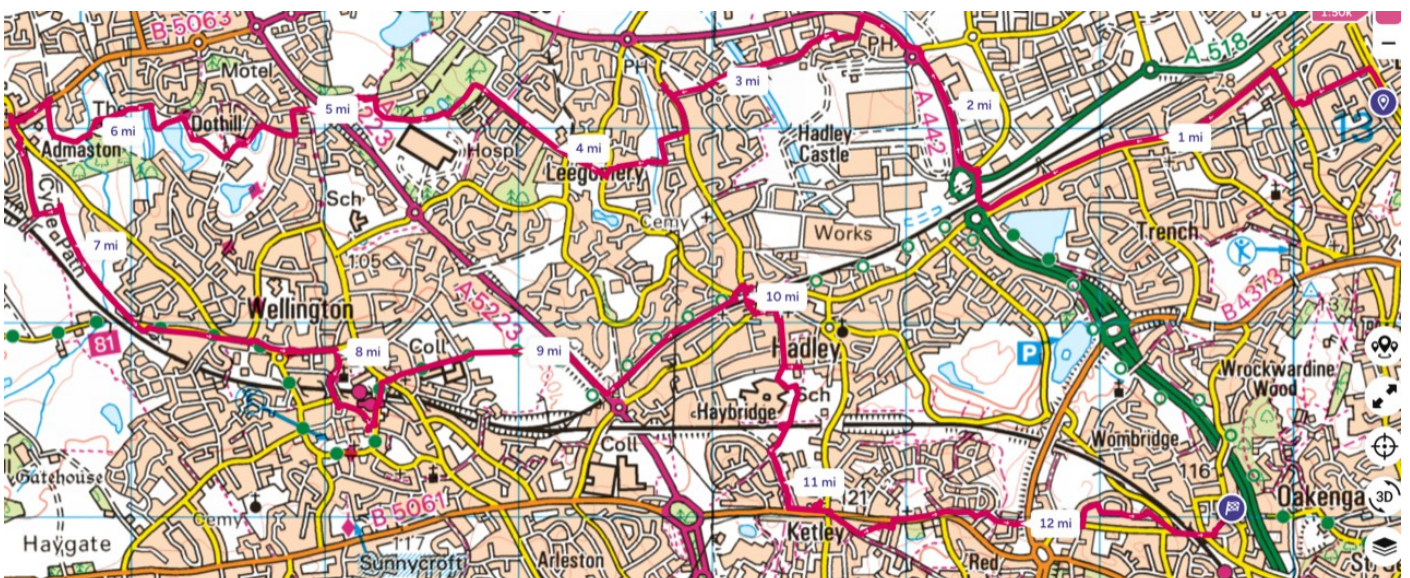 B 5063
Motel
PH
PH
1:50k
A 518
78
3 mi
2 mi
A 442
5 mi
The
6 mi
Dothill
Admaston
A 5223
Hospl
4 mi
Leegomery
Hadley
Castle
1 mi
13
Cycle Path
Sch
Cemy
Works
Trench
7 mi
105
Wellington
A 5223
10 mi
B 4373
81
8 mi
Coll
9 mi
Hadley
P
Wrockwardine
Wood
Haybridge
Sch
Coll
Wombridge
116
Gatehouse
Cemy
B 5061
11 mi
121
12 mi
Oakenga
3D
Haygate
117
Sunnycroft
Arleston
Ketley
Red